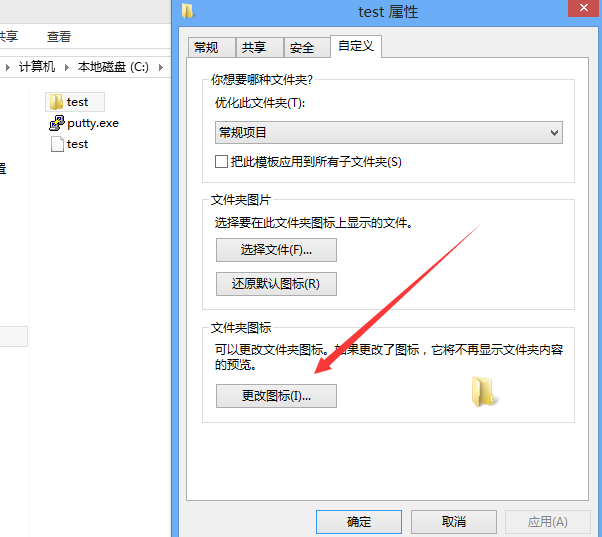 test 属性
共享
查看
计算机
本地磁盘 (C:)
test
putty.exe
test
置
常规
共享
安全
自定义
你想要哪种文件夹?
优化此文件夹(T):
常规项目
把此模板应用到所有子文件夹(S)
文件夹图片
选择要在此文件夹图标上显示的文件。
选择文件(F)...
还原默认图标(R)
文件夹图标
可以更改文件夹图标。如果更改了图标，它将不再显示文件夹内容
的预览。
更改图标(I)...
确定
取消
应用(A)